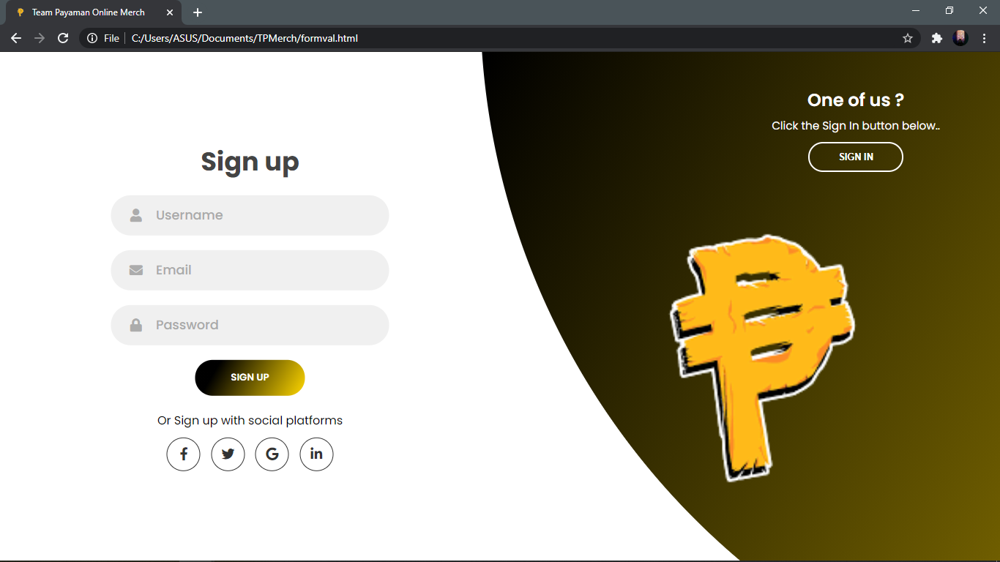 Team Payaman Online Merch
File C:/Users/ASUS/Documents/TPMerch/formval.html
One of us ?
Click the Sign In button below..
SIGN IN
Sign up
Username
Email
Password
SIGN UP
Or Sign up with social platforms